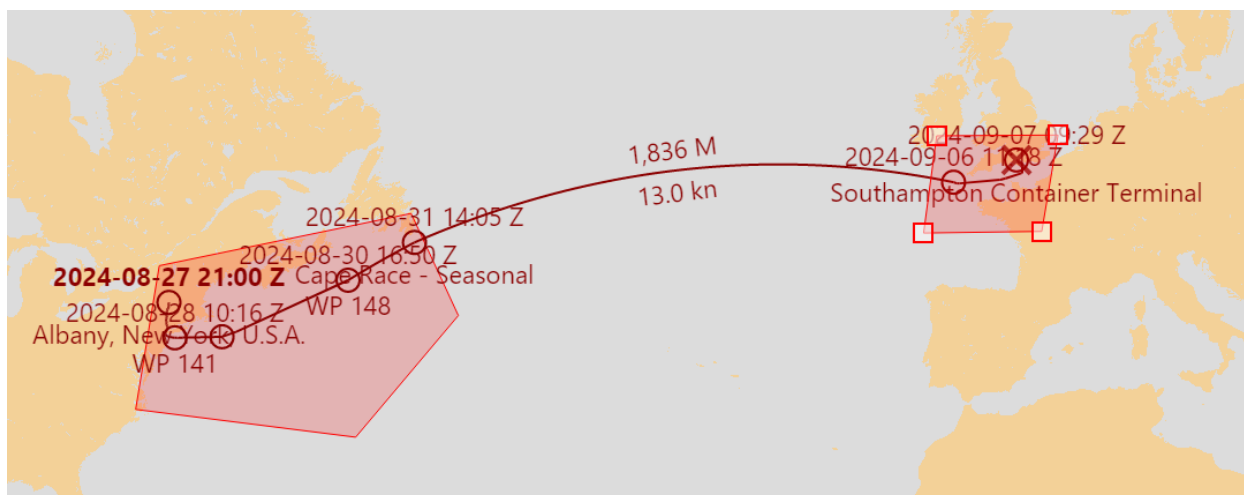 2024-09-07 09:29 Z
1,836 M
2024-09-06 Z
13.0 kn
Southampton Container Terminal
2024-08-31 14:05 Z
2024-08-30 16:50 Z
2024-08-27 21:00 Z
Cape Race - Seasonal
WP 148
2024-08-28 10:16 Z
Albany, New York, U.S.A.
WP 141